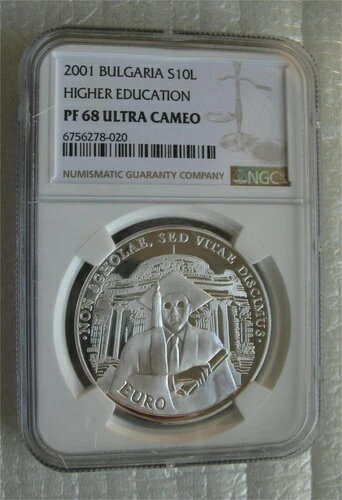 2001 BULGARIA S10L
HIGHER EDUCATION
PF 68 ULTRA CAMEO
6756278-020
NUMISMATIC GUARANTY COMPANY
NGC
·NON SCHOLAE, SED VITAE DISCIMUS·
EURO